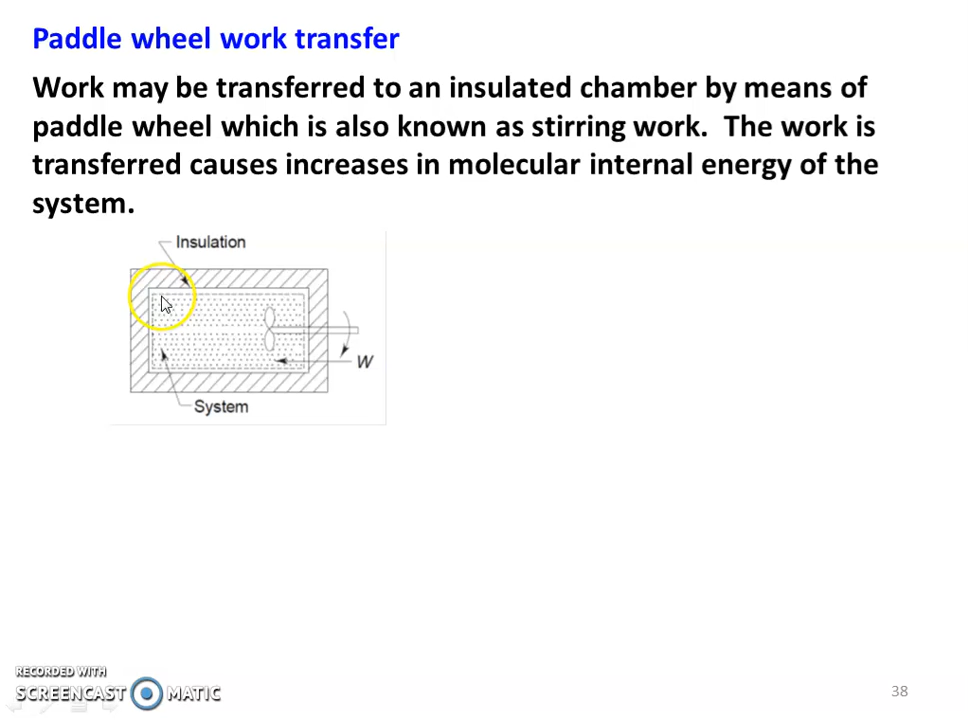 Paddle wheel work transfer
Work may be transferred to an insulated chamber by means of
paddle wheel which is also known as stirring work.  The work is
transferred causes increases in molecular internal energy of the
system.
Insulation
W
System
RECORDED WITH
SCREENCAST MATIC
38